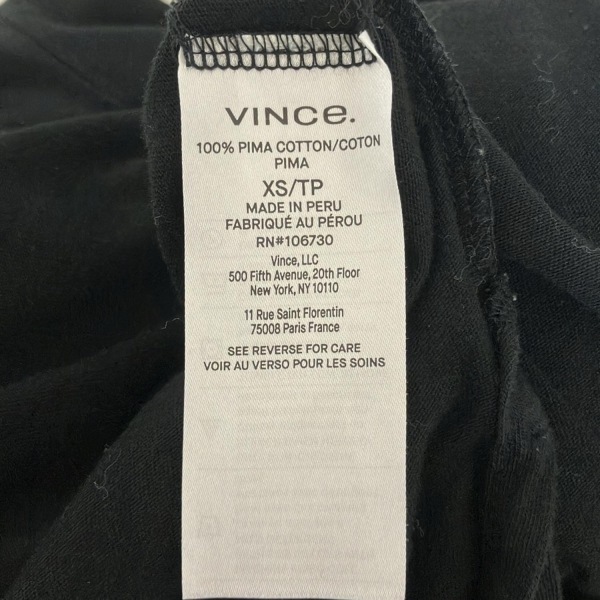 VINCE.
100% PIMA COTTON/COTON
PIMA
XS/TP
MADE IN PERU
FABRIQUÉ AU PÉROU
RN#106730
Vince, LLC
500 Fifth Avenue, 20th Floor
New York, NY 10110
11 Rue Saint Florentin
75008 Paris France
SEE REVERSE FOR CARE
VOIR AU VERSO POUR LES SOINS